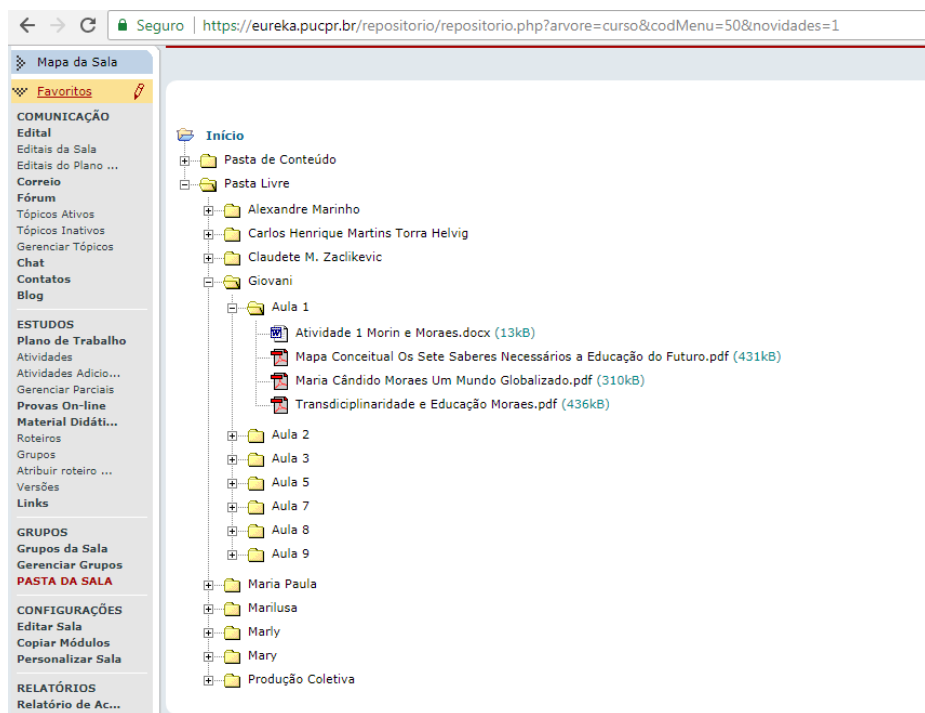 Seguro | https://eureka.pucpr.br/repositorio/repositorio.php?arvore=curso&codMenu=50&novidades=1
Mapa da Sala
Favoritos
COMUNICAÇÃO
Edital
Editais da Sala
Editais do Plano ...
Correio
Fórum
Tópicos Ativos
Tópicos Inativos
Gerenciar Tópicos
Chat
Contatos
Blog
ESTUDOS
Plano de Trabalho
Atividades
Atividades Adicio...
Gerenciar Parciais
Provas On-line
Material Didáti...
Roteiros
Grupos
Atribuir roteiro ...
Versões
Links
GRUPOS
Grupos da Sala
Gerenciar Grupos
PASTA DA SALA
CONFIGURAÇÕES
Editar Sala
Copiar Módulos
Personalizar Sala
RELATÓRIOS
Relatório de Ac...
Início
Pasta de Conteúdo
Pasta Livre
Alexandre Marinho
Carlos Henrique Martins Torra Helvig
Claudete M. Zaclikevic
Giovani
Aula 1
Atividade 1 Morin e Moraes.docx (13kB)
Mapa Conceitual Os Sete Saberes Necessários a Educação do Futuro.pdf (431kB)
Maria Cândido Moraes Um Mundo Globalizado.pdf (310kB)
Transdiciplinaridade e Educação Moraes.pdf (436kB)
Aula 2
Aula 3
Aula 5
Aula 7
Aula 8
Aula 9
Maria Paula
Marilusa
Marly
Mary
Produção Coletiva